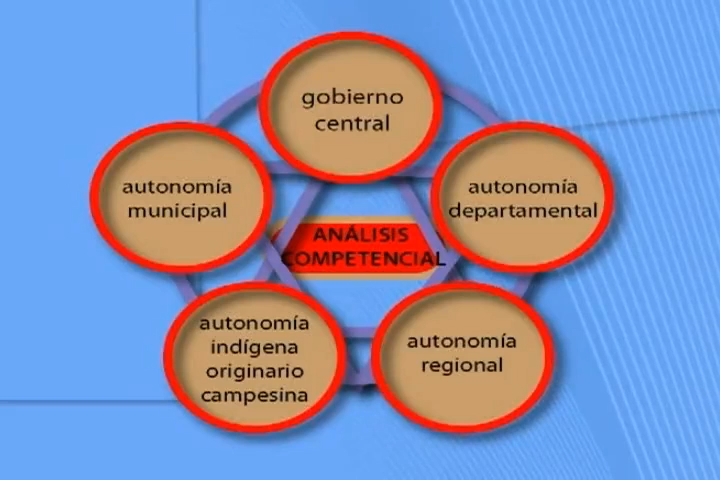 gobierno
central
autonomía
municipal
autonomía
departamental
ANÁLISIS
COMPETENCIAL
autonomía
indígena
originario
campesina
autonomía
regional